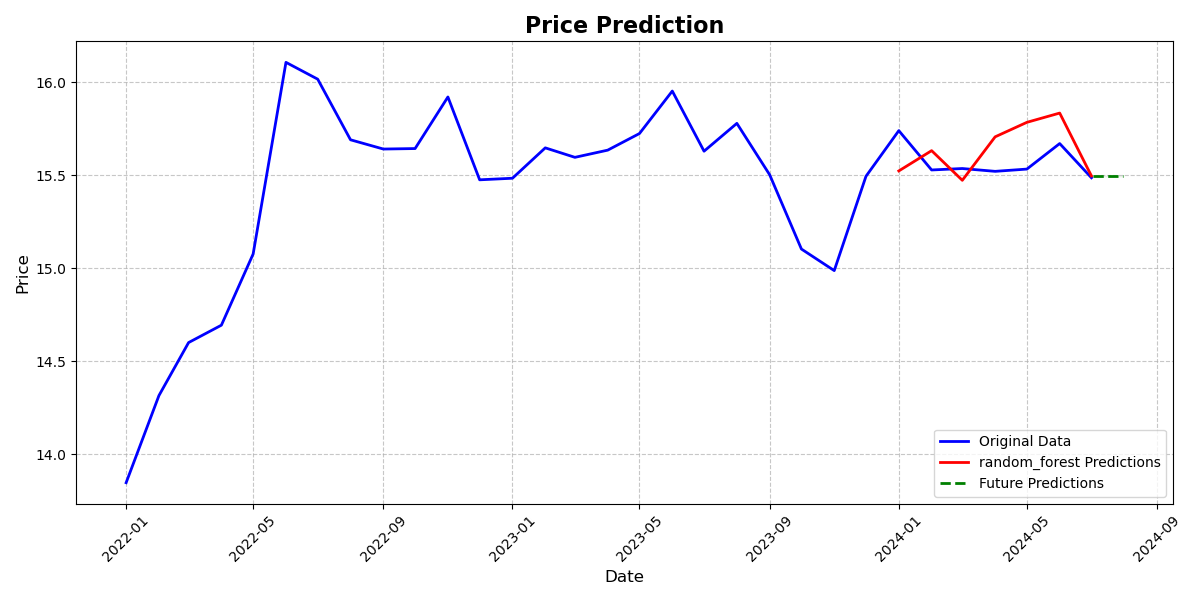 Price Prediction
Price
16.0
15.5
15.0
14.5
14.0
2022-01
2022-05
2022-09
2023-01
2023-05
2023-09
2024-01
2024-05
2024-09
Date
Original Data
random_forest Predictions
Future Predictions